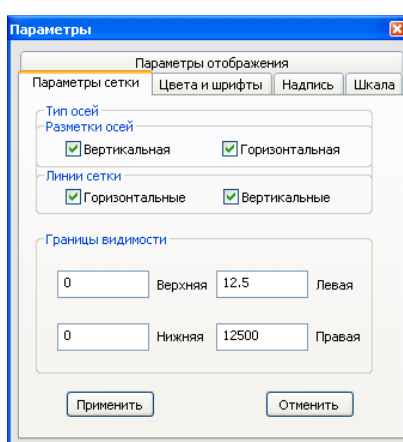 Параметры
Параметры отображения
Параметры сетки Цвета и шрифты Надпись Шкала
Тип осей
Разметки осей
Вертикальная Горизонтальная
Линии сетки
Горизонтальные Вертикальные
Границы видимости
0 Верхняя 12.5 Левая
0 Нижняя 12500 Правая
Применить Отменить